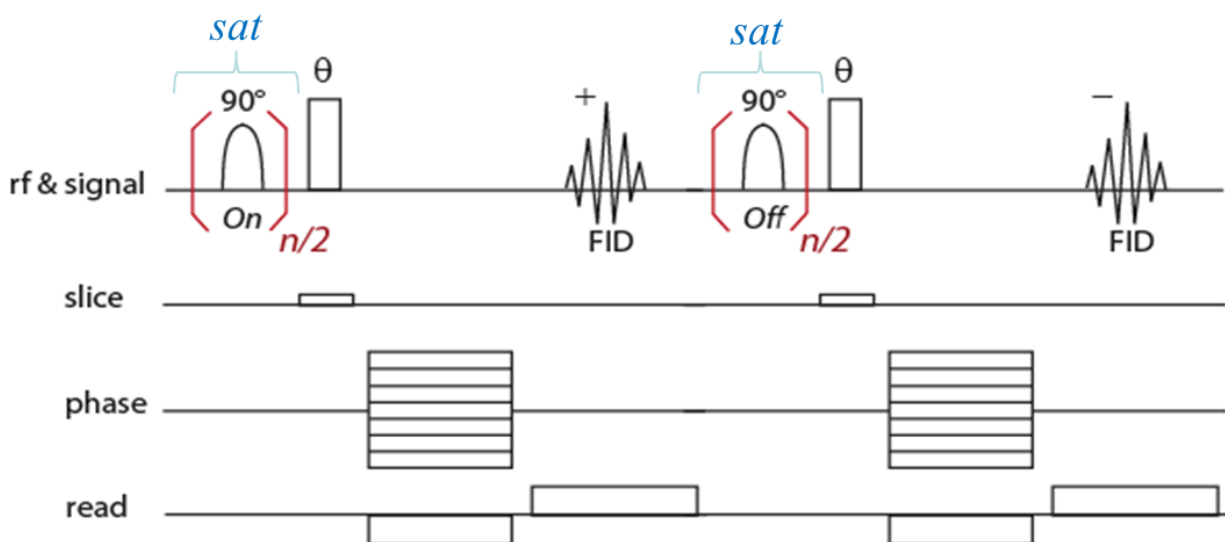 sat sat
θ θ
90° + 90° −
rf & signal
On Off
n/2 FID n/2 FID
slice
phase
read